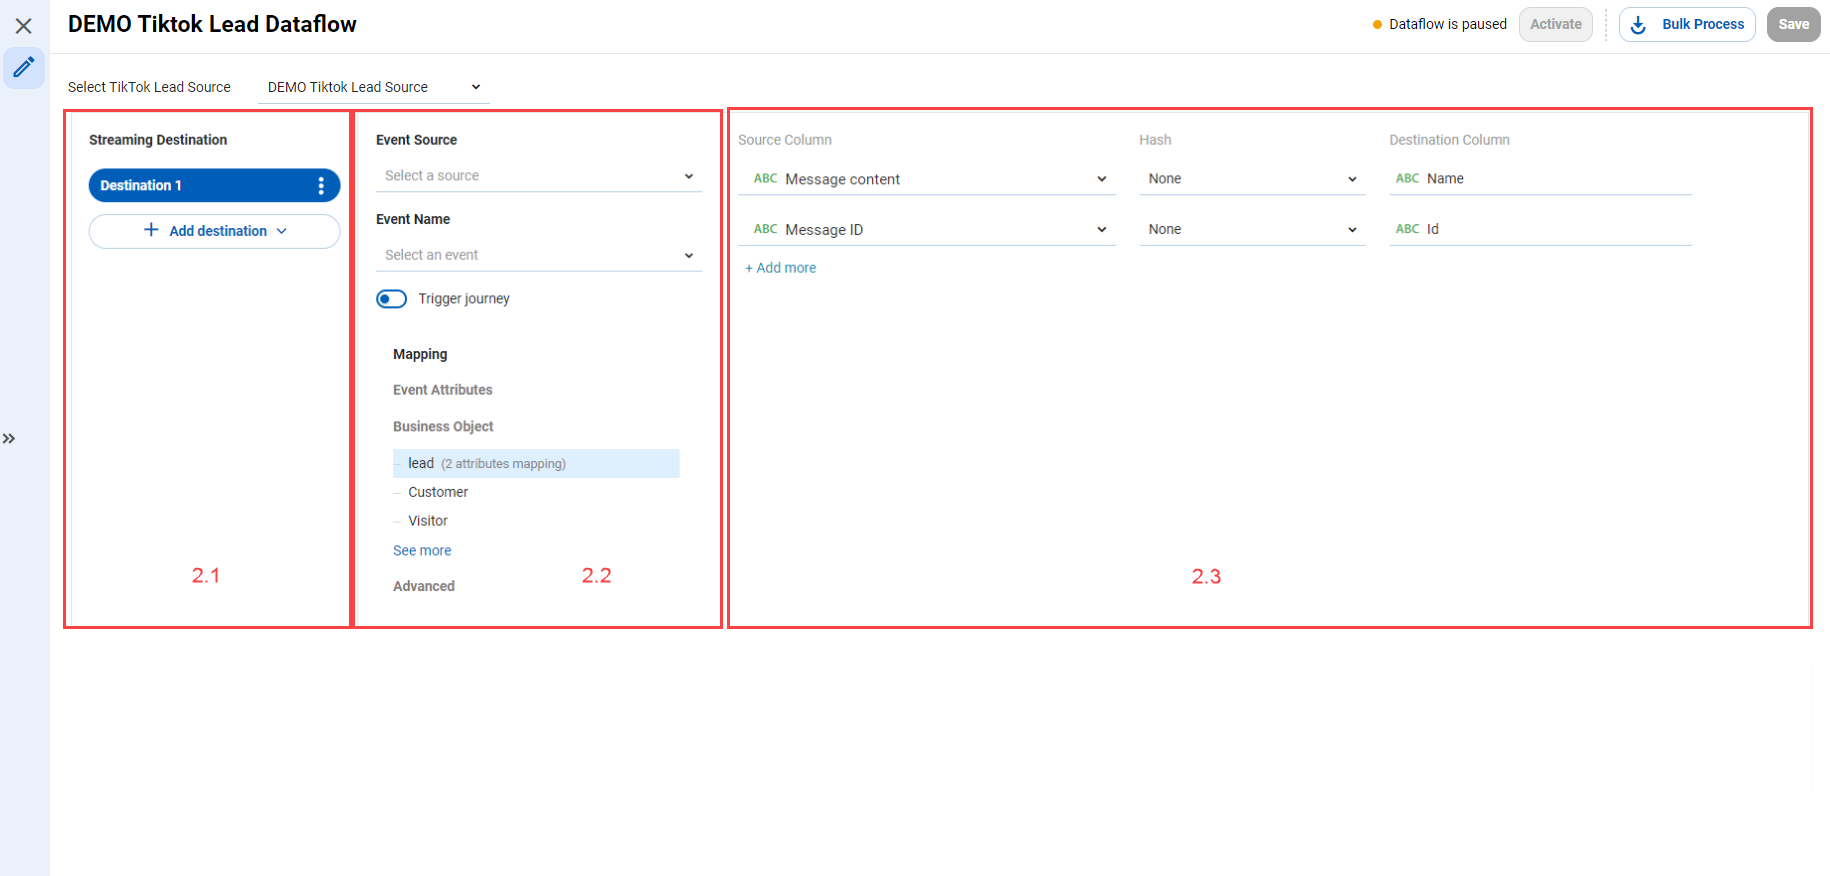 DEMO Tiktok Lead Dataflow
Dataflow is paused
Activate
Bulk Process
Save
Select TikTok Lead Source
DEMO Tiktok Lead Source
Streaming Destination
Destination 1
+ Add destination
2.1
Event Source
Select a source
Event Name
Select an event
Trigger journey
Mapping
Event Attributes
Business Object
lead (2 attributes mapping)
Customer
Visitor
See more
Advanced
2.2
Source Column Hash Destination Column
ABC Message content None ABC Name
ABC Message ID None ABC Id
+ Add more
2.3